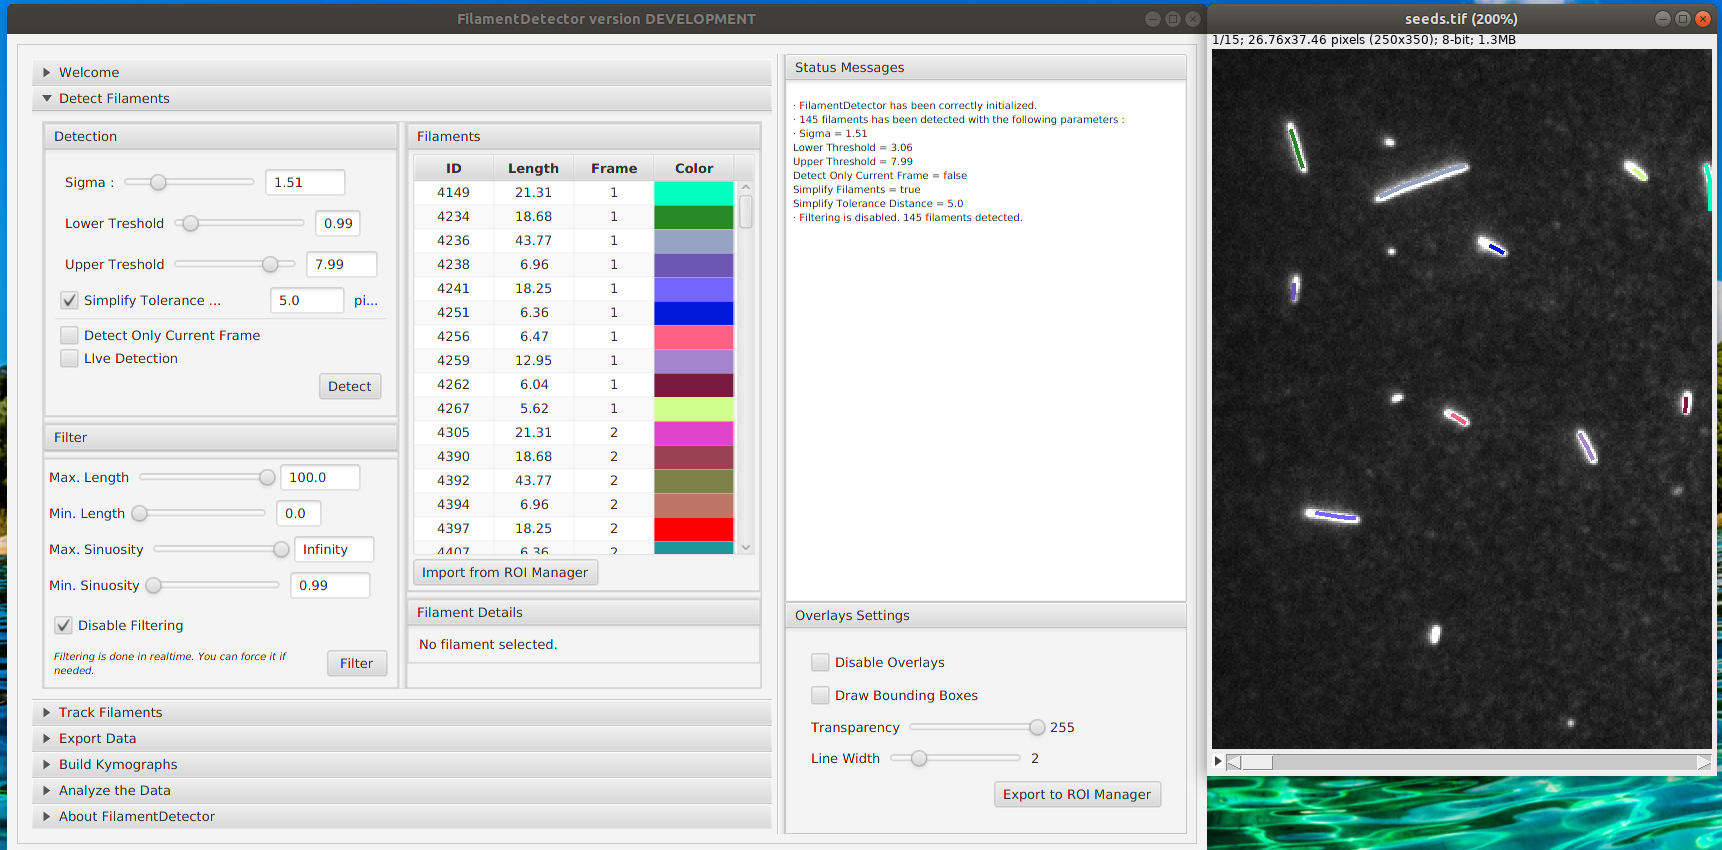 FilamentDetector version DEVELOPMENT
Welcome
Detect Filaments
Detection
Sigma :
1.51
Lower Treshold
0.99
Upper Treshold
7.99
Simplify Tolerance ...
5.0
pi...
Detect Only Current Frame
LIve Detection
Detect
Filter
Max. Length
100.0
Min. Length
0.0
Max. Sinuosity
Infinity
Min. Sinuosity
0.99
Disable Filtering
Filtering is done in realtime. You can force it if
needed.
Filter
Filaments
ID Length Frame Color
4149 21.31 1
4234 18.68 1
4236 43.77 1
4238 6.96 1
4241 18.25 1
4251 6.36 1
4256 6.47 1
4259 12.95 1
4262 6.04 1
4267 5.62 1
4305 21.31 2
4390 18.68 2
4392 43.77 2
4394 6.96 2
4397 18.25 2
4407 6.36 2
Import from ROI Manager
Filament Details
No filament selected.
Track Filaments
Export Data
Build Kymographs
Analyze the Data
About FilamentDetector
Status Messages
· FilamentDetector has been correctly initialized.
· 145 filaments has been detected with the following parameters :
· Sigma = 1.51
Lower Threshold = 3.06
Upper Threshold = 7.99
Detect Only Current Frame = false
Simplify Filaments = true
Simplify Tolerance Distance = 5.0
· Filtering is disabled. 145 filaments detected.
Overlays Settings
Disable Overlays
Draw Bounding Boxes
Transparency
255
Line Width
2
Export to ROI Manager
seeds.tif (200%)
1/15; 26.76x37.46 pixels (250x350); 8-bit; 1.3MB